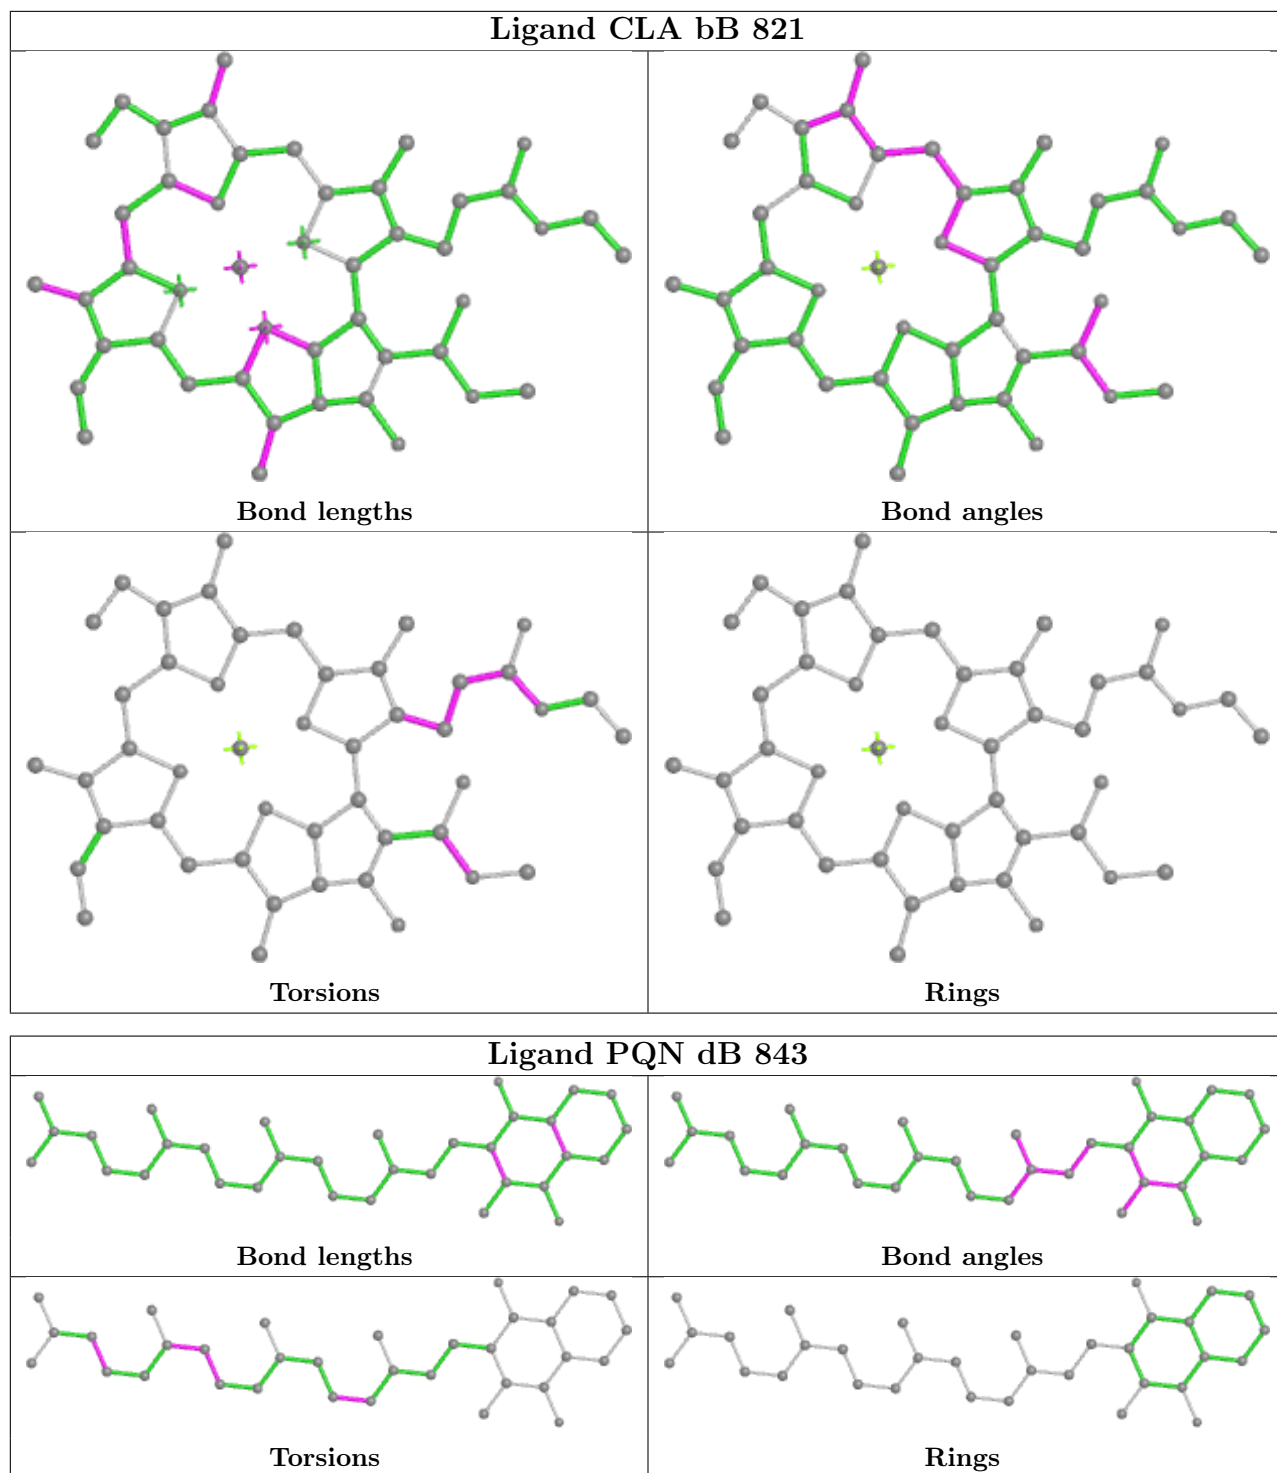 Ligand CLA bB 821
Bond lengths
Bond angles
Torsions
Rings
Ligand PQN dB 843
Bond lengths
Bond angles
Torsions
Rings